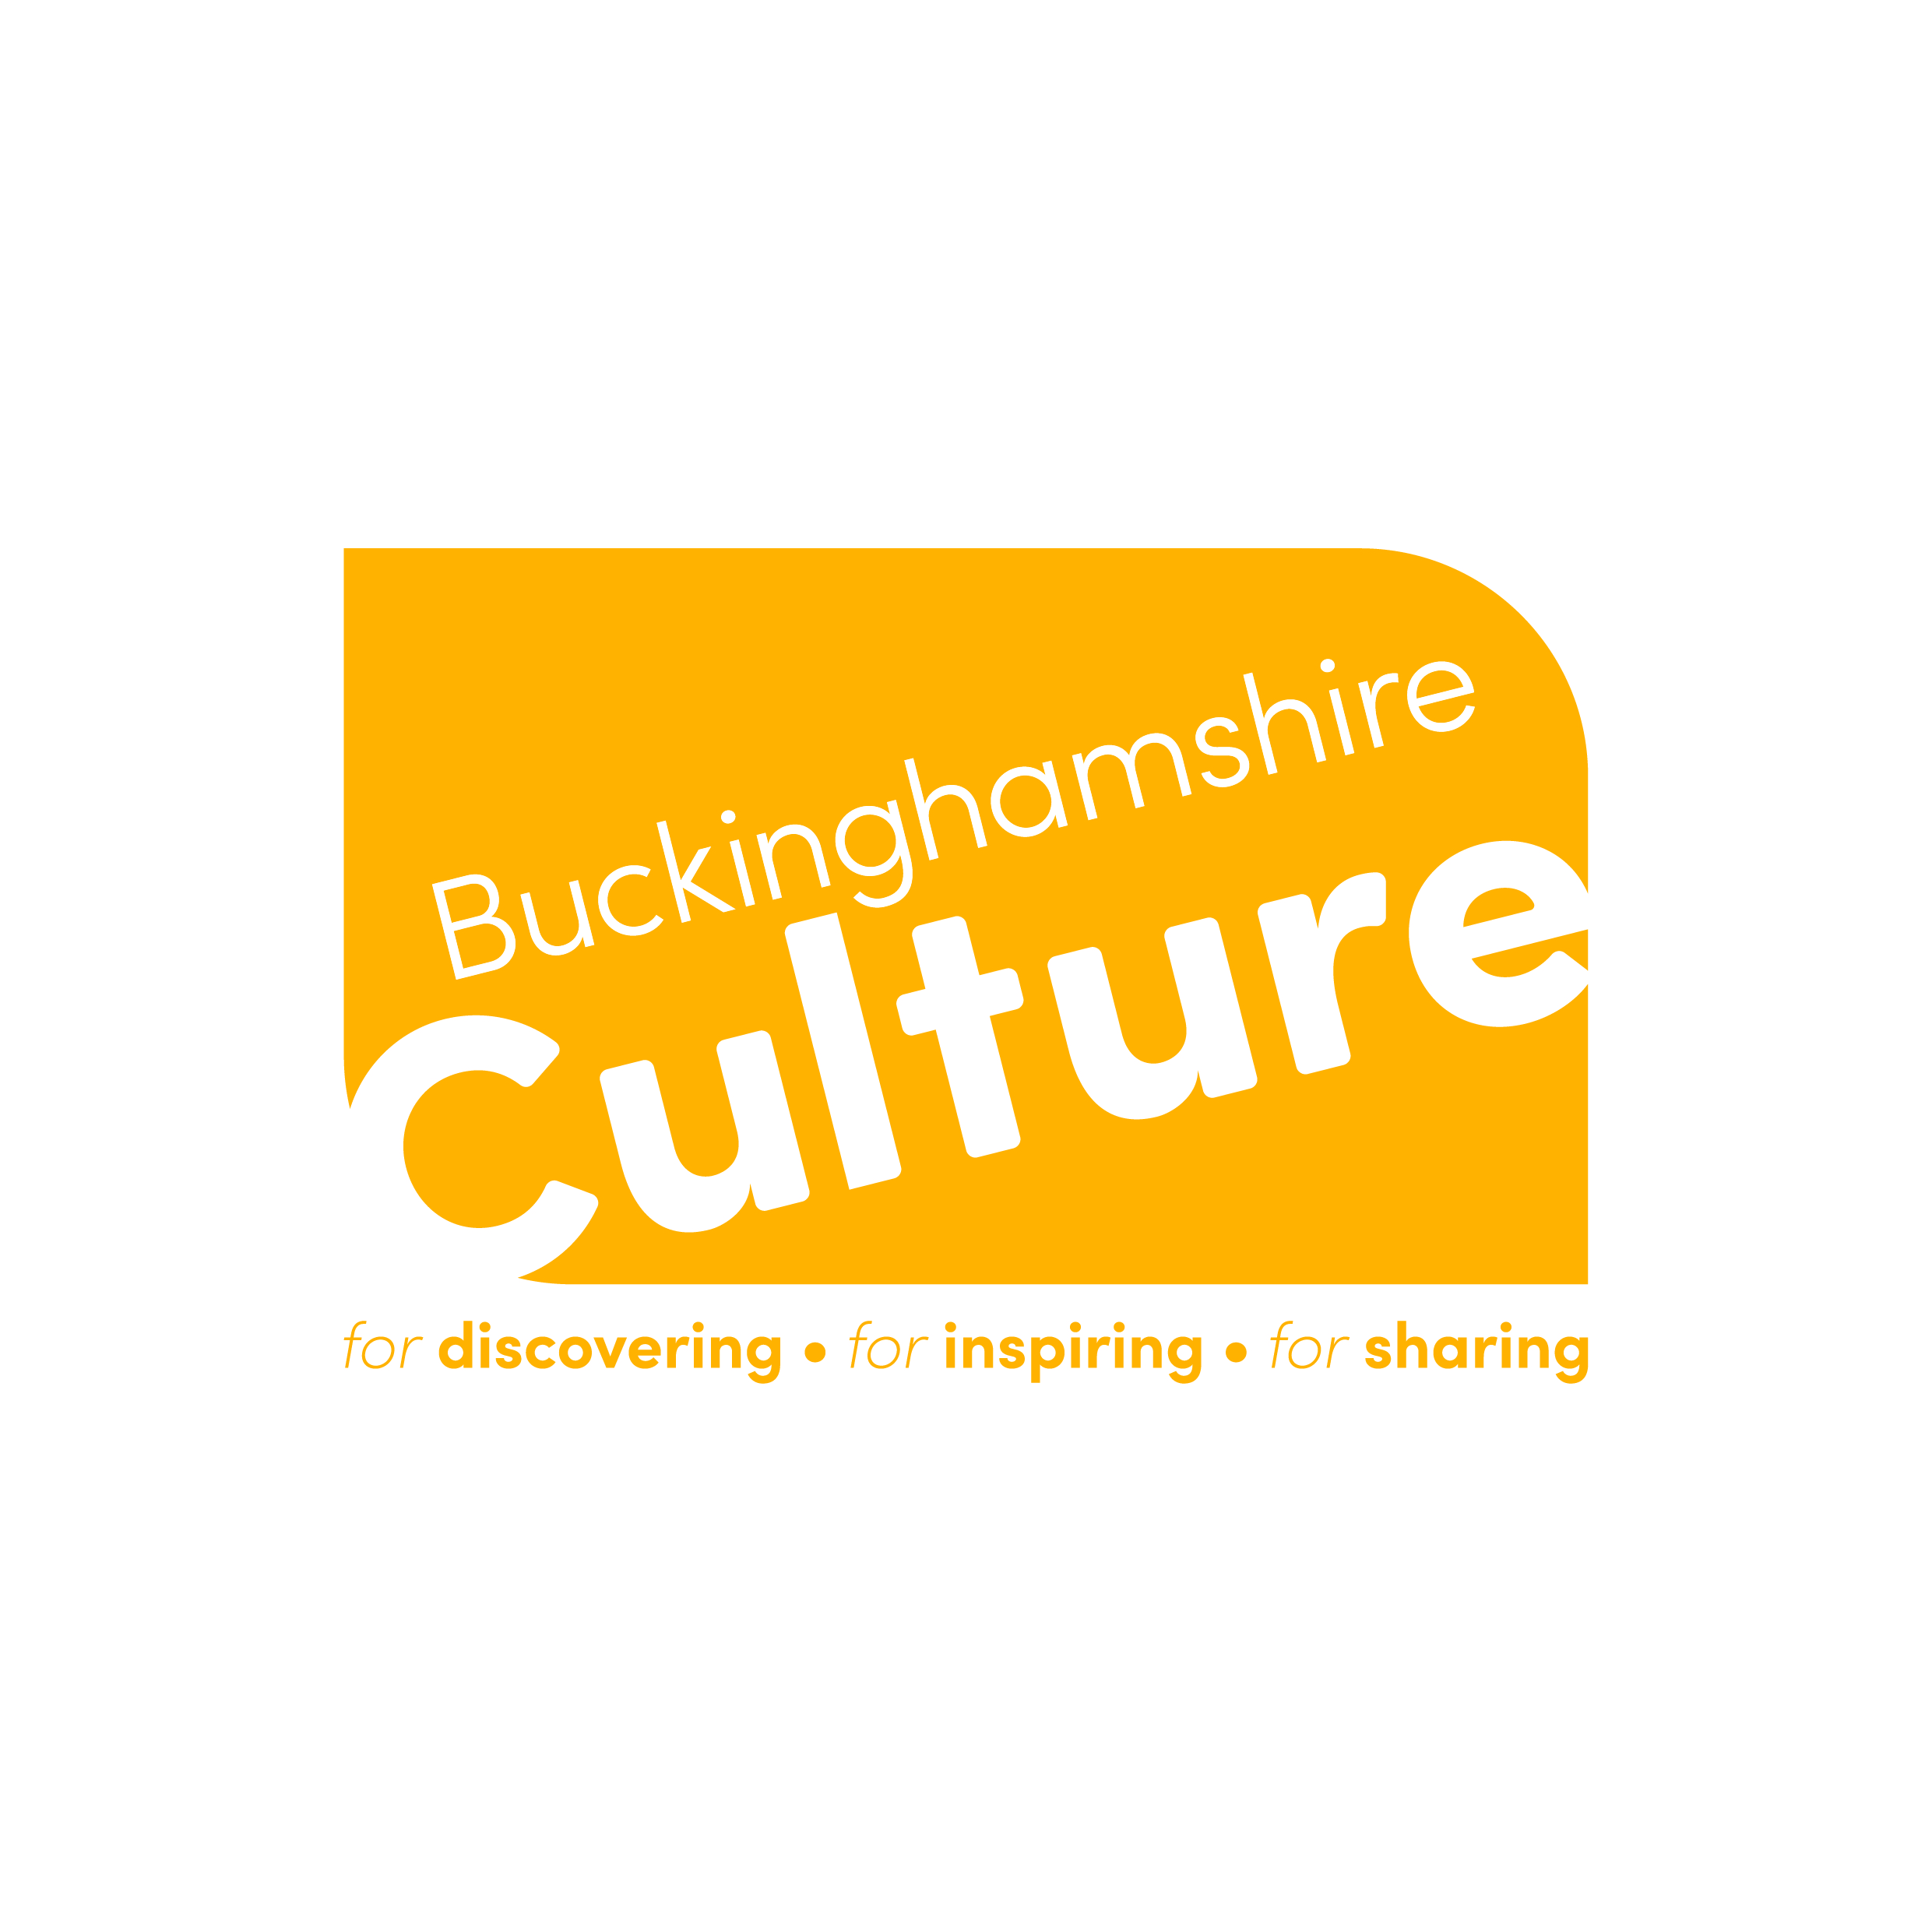 Buckinghamshire
Culture
for discovering • for inspiring • for sharing